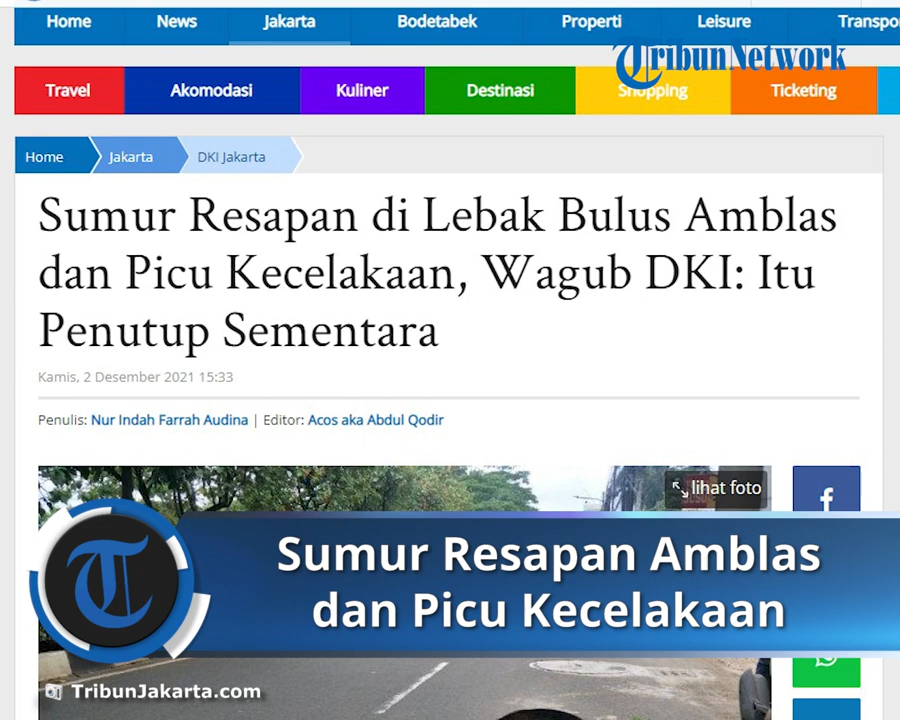 Home News Jakarta Bodetabek Properti Leisure Transpo
TribunNetwork
Travel Akomodasi Kuliner Destinasi Shopping Ticketing
Home Jakarta DKI Jakarta
Sumur Resapan di Lebak Bulus Amblas
dan Picu Kecelakaan, Wagub DKI: Itu
Penutup Sementara
Kamis, 2 Desember 2021 15:33
Penulis: Nur Indah Farrah Audina | Editor: Acos aka Abdul Qodir
lihat foto
f
Sumur Resapan Amblas
dan Picu Kecelakaan
T
TribunJakarta.com